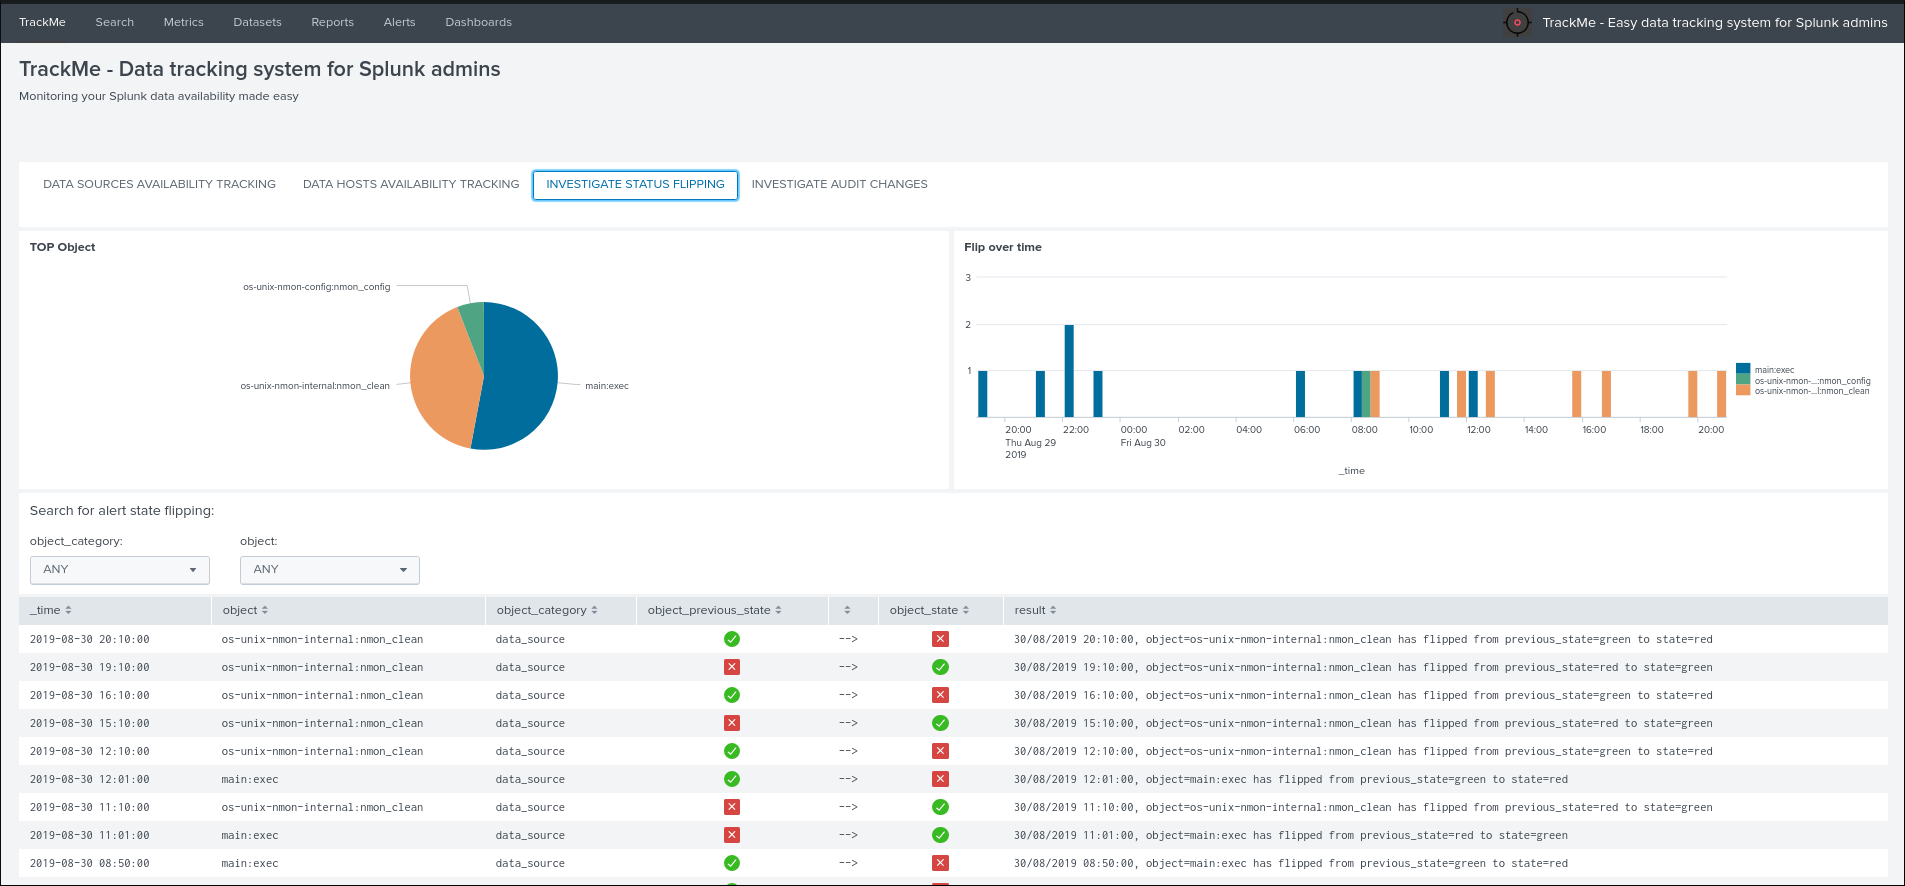 TrackMe Search Metrics Datasets Reports Alerts Dashboards TrackMe - Easy data tracking system for Splunk admins
TrackMe - Data tracking system for Splunk admins
Monitoring your Splunk data availability made easy
DATA SOURCES AVAILABILITY TRACKING DATA HOSTS AVAILABILITY TRACKING INVESTIGATE STATUS FLIPPING INVESTIGATE AUDIT CHANGES
TOP Object
os-unix-nmon-config:nmon_config
os-unix-nmon-internal:nmon_clean
main:exec
Flip over time
3
2
1
20:00 22:00 00:00 02:00 04:00 06:00 08:00 10:00 12:00 14:00 16:00 18:00 20:00
Thu Aug 29 Fri Aug 30
2019
_time
main:exec
os-unix-nmon-...:nmon_config
os-unix-nmon-...l:nmon_clean
Search for alert state flipping:
object_category: object:
ANY ANY
_time object object_category object_previous_state object_state result
2019-08-30 20:10:00 os-unix-nmon-internal:nmon_clean data_source --> 30/08/2019 20:10:00, object=os-unix-nmon-internal:nmon_clean has flipped from previous_state=green to state=red
2019-08-30 19:10:00 os-unix-nmon-internal:nmon_clean data_source --> 30/08/2019 19:10:00, object=os-unix-nmon-internal:nmon_clean has flipped from previous_state=red to state=green
2019-08-30 16:10:00 os-unix-nmon-internal:nmon_clean data_source --> 30/08/2019 16:10:00, object=os-unix-nmon-internal:nmon_clean has flipped from previous_state=green to state=red
2019-08-30 15:10:00 os-unix-nmon-internal:nmon_clean data_source --> 30/08/2019 15:10:00, object=os-unix-nmon-internal:nmon_clean has flipped from previous_state=red to state=green
2019-08-30 12:10:00 os-unix-nmon-internal:nmon_clean data_source --> 30/08/2019 12:10:00, object=os-unix-nmon-internal:nmon_clean has flipped from previous_state=green to state=red
2019-08-30 12:01:00 main:exec data_source --> 30/08/2019 12:01:00, object=main:exec has flipped from previous_state=green to state=red
2019-08-30 11:10:00 os-unix-nmon-internal:nmon_clean data_source --> 30/08/2019 11:10:00, object=os-unix-nmon-internal:nmon_clean has flipped from previous_state=red to state=green
2019-08-30 11:01:00 main:exec data_source --> 30/08/2019 11:01:00, object=main:exec has flipped from previous_state=red to state=green
2019-08-30 08:50:00 main:exec data_source --> 30/08/2019 08:50:00, object=main:exec has flipped from previous_state=green to state=red